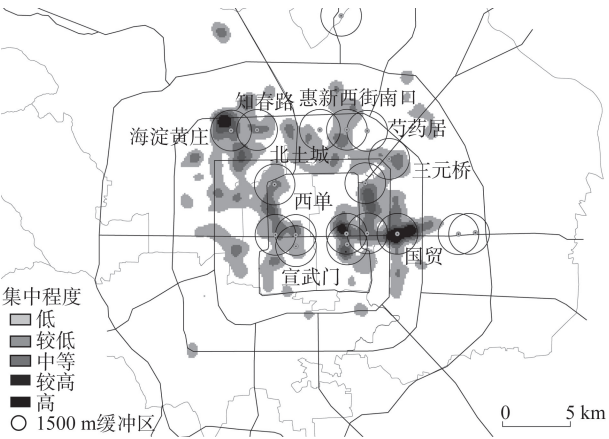 知春路
惠新西街南口
海淀黄庄
芍药居
北土城
三元桥
西单
国贸
宣武门
集中程度
低
较低
中等
较高
高
1500 m缓冲区
0 5 km